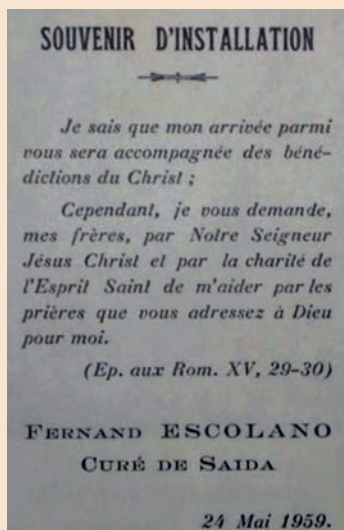 SOUVENIR D'INSTALLATION
Je sais que mon arrivée parmi
vous sera accompagnée des béné-
dictions du Christ ;
Cependant, je vous demande,
mes frères, par Notre Seigneur
Jésus Christ et par la charité de
l'Esprit Saint de m'aider par les
prières que vous adressez à Dieu
pour moi.
(Ep. aux Rom. XV, 29-30)
FERNAND ESCOLANO
CURÉ DE SAIDA
24 Mai 1959.